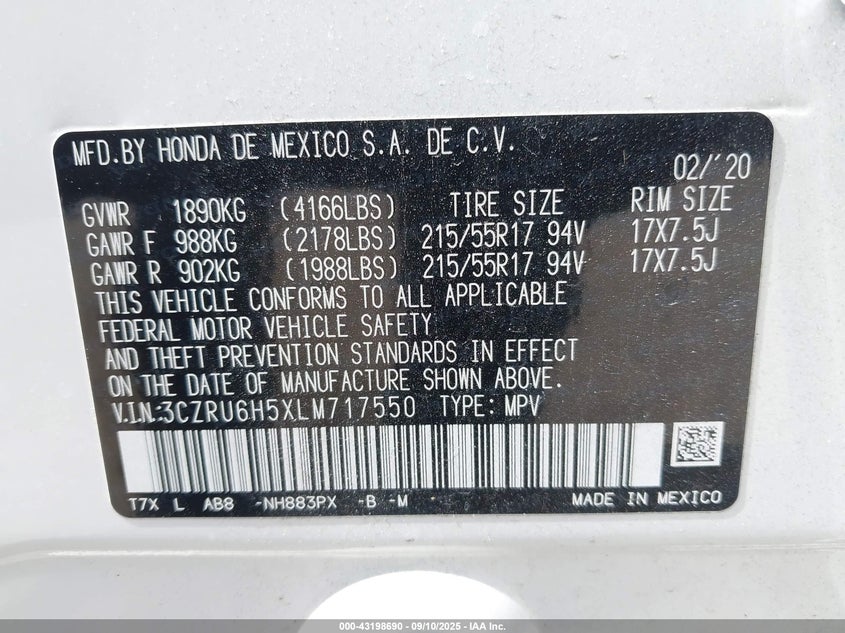 MFD.BY HONDA DE MEXICO S.A. DE C.V.
02/'20
GVWR 1890KG (4166LBS) TIRE SIZE RIM SIZE
GAWR F 988KG (2178LBS) 215/55R17 94V 17X7.5J
GAWR R 902KG (1988LBS) 215/55R17 94V 17X7.5J
THIS VEHICLE CONFORMS TO ALL APPLICABLE
FEDERAL MOTOR VEHICLE SAFETY
AND THEFT PREVENTION STANDARDS IN EFFECT
ON THE DATE OF MANUFACTURE SHOWN ABOVE.
V.I.N:3CZRU6H5XLM717550 TYPE: MPV
T7X L AB8 -NH883PX -B -M MADE IN MEXICO
000-43198690 - 09/10/2025 - IAA Inc.